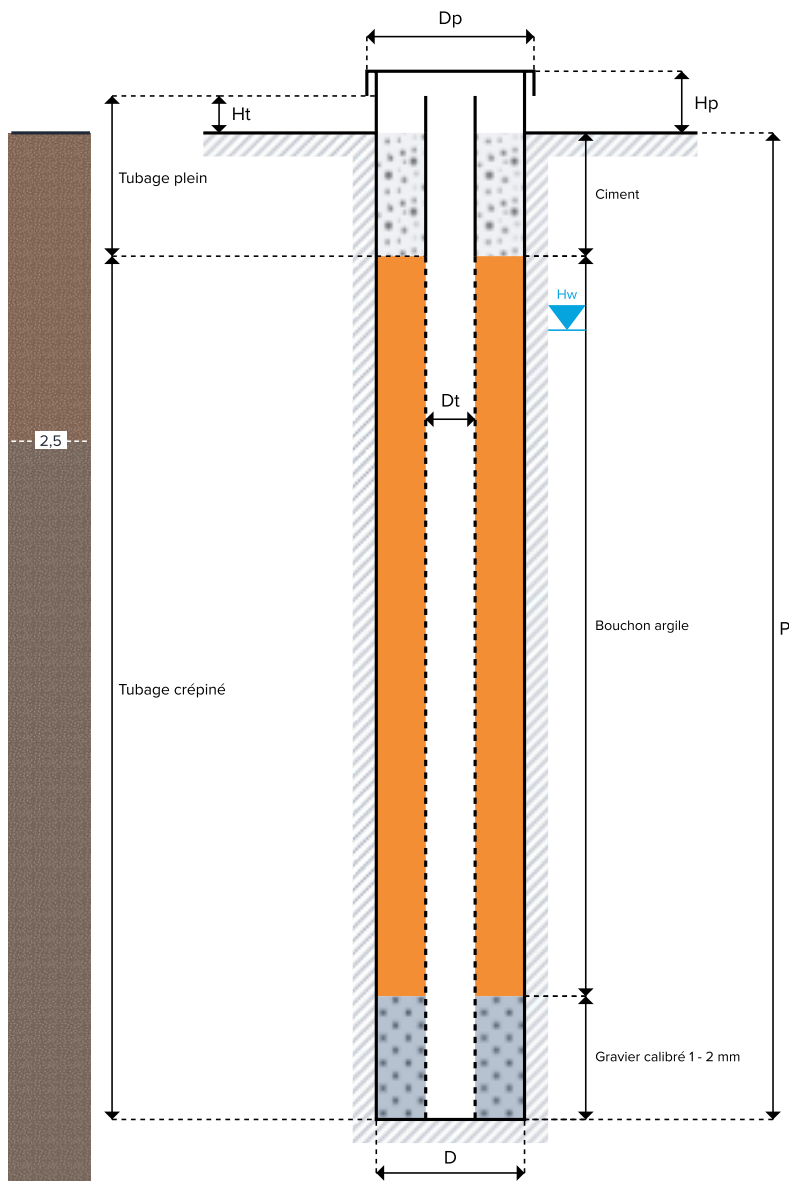 Dp
Ht
Hp
Tubage plein
Ciment
Hw
Dt
2,5
Bouchon argile
P
Tubage crépiné
Gravier calibré 1 - 2 mm
D